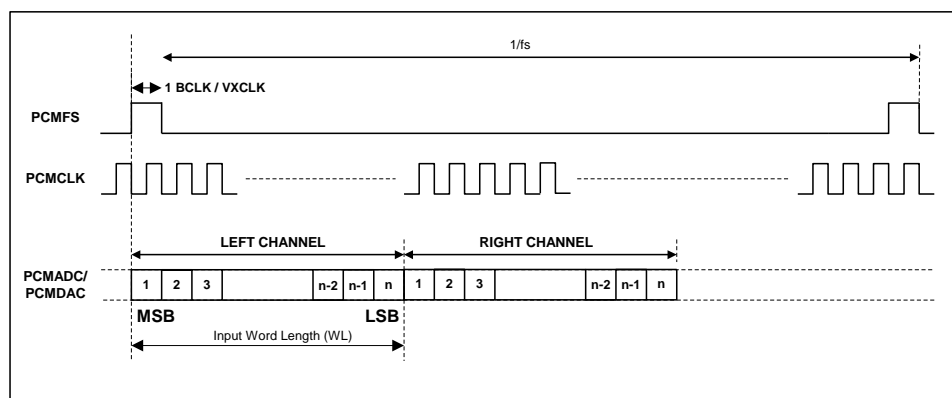 1/fs
1 BCLK / VXCLK
PCMFS
PCMCLK
LEFT CHANNEL RIGHT CHANNEL
PCMADC/
PCMDAC
1 2 3 n-2 n-1 n 1 2 3 n-2 n-1 n
MSB LSB
Input Word Length (WL)